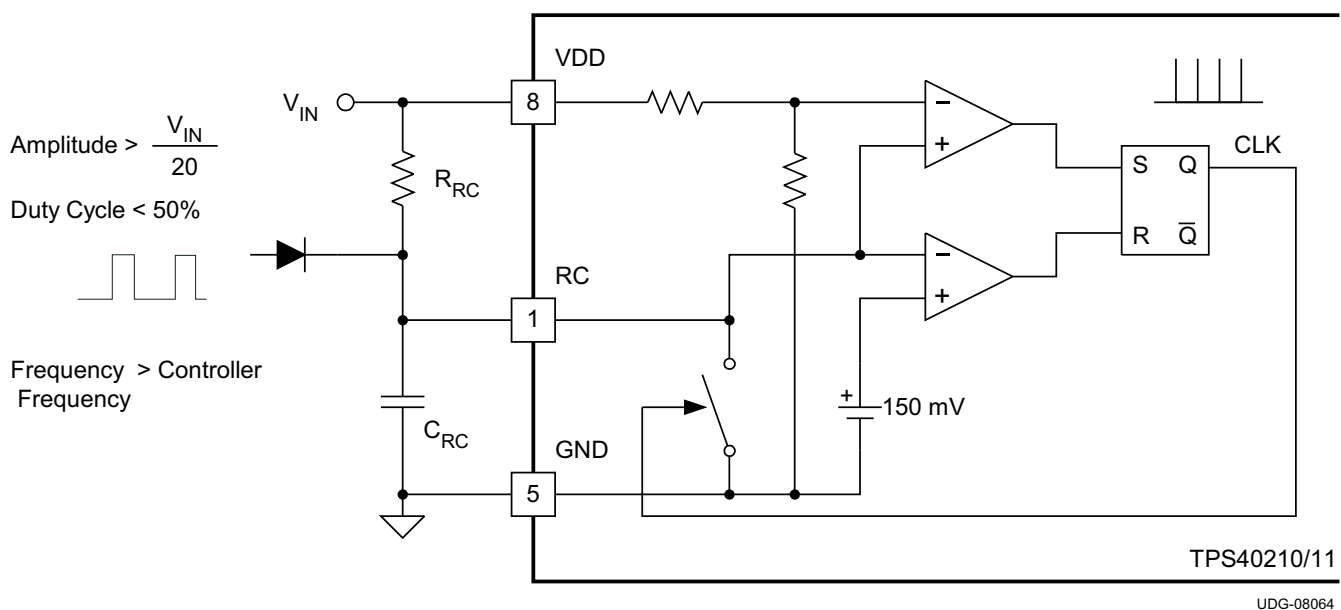 VDD
V_IN
8
−
+
CLK
Amplitude > V_IN
20
R_RC
S Q
Duty Cycle < 50%
R Q̅
RC
−
+
1
Frequency > Controller
Frequency
+
150 mV
C_RC
GND
5
TPS40210/11
UDG-08064